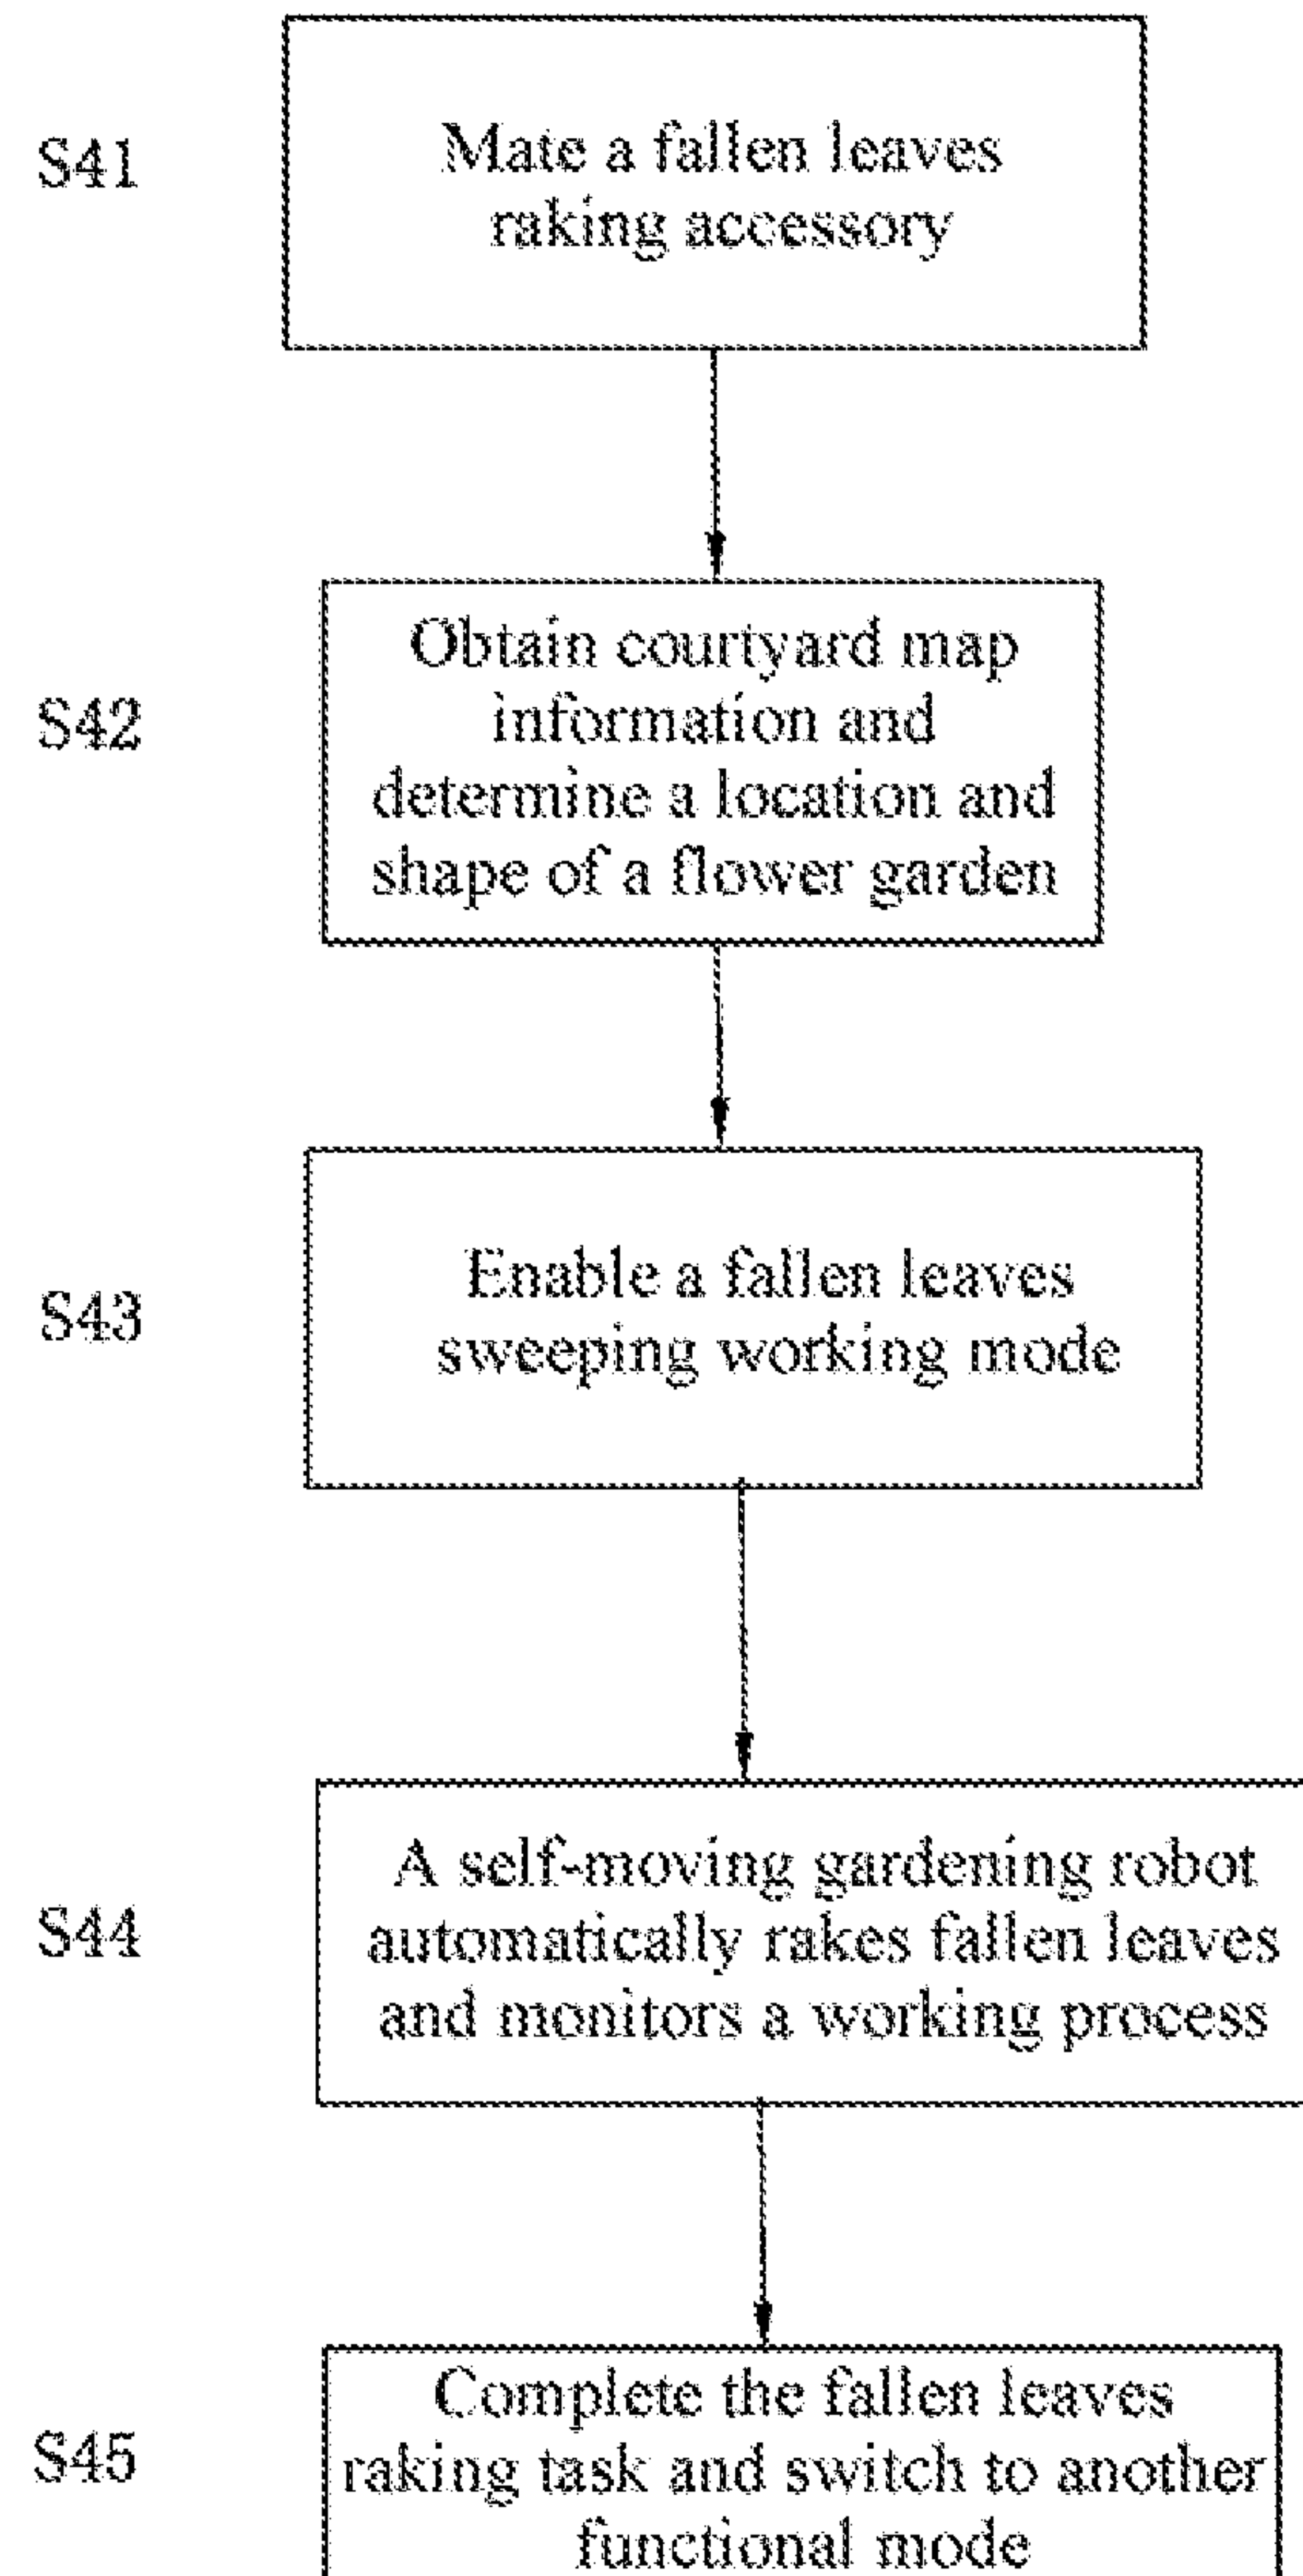 S41
Mate a fallen leaves
raking accessory
S42
Obtain courtyard map
information and
determine a location and
shape of a flower garden
S43
Enable a fallen leaves
sweeping working mode
S44
A self-moving gardening robot
automatically rakes fallen leaves
and monitors a working process
S45
Complete the fallen leaves
raking task and switch to another
functional mode